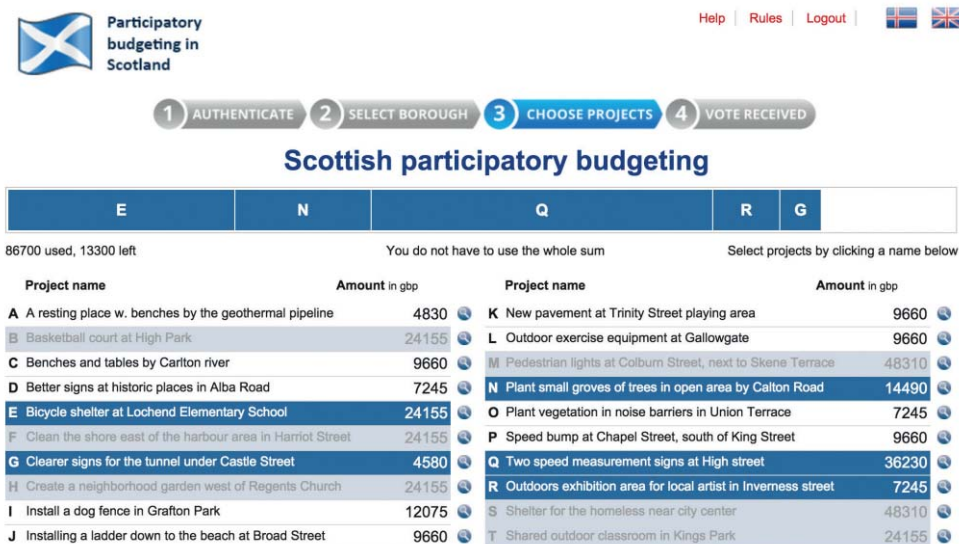 Participatory
budgeting in
Scotland
Help Rules Logout
1 AUTHENTICATE 2 SELECT BOROUGH 3 CHOOSE PROJECTS 4 VOTE RECEIVED
Scottish participatory budgeting
E N Q R G
86700 used, 13300 left You do not have to use the whole sum Select projects by clicking a name below
Project name Amount in gbp
A A resting place w. benches by the geothermal pipeline 4830
B Basketball court at High Park 24155
C Benches and tables by Carlton river 9660
D Better signs at historic places in Alba Road 7245
E Bicycle shelter at Lochend Elementary School 24155
F Clean the shore east of the harbour area in Harriot Street 24155
G Clearer signs for the tunnel under Castle Street 4580
H Create a neighborhood garden west of Regents Church 24155
I Install a dog fence in Grafton Park 12075
J Installing a ladder down to the beach at Broad Street 9660
Project name Amount in gbp
K New pavement at Trinity Street playing area 9660
L Outdoor exercise equipment at Gallowgate 9660
M Pedestrian lights at Colburn Street, next to Skene Terrace 48310
N Plant small groves of trees in open area by Calton Road 14490
O Plant vegetation in noise barriers in Union Terrace 7245
P Speed bump at Chapel Street, south of King Street 9660
Q Two speed measurement signs at High street 36230
R Outdoors exhibition area for local artist in Inverness street 7245
S Shelter for the homeless near city center 48310
T Shared outdoor classroom in Kings Park 24155